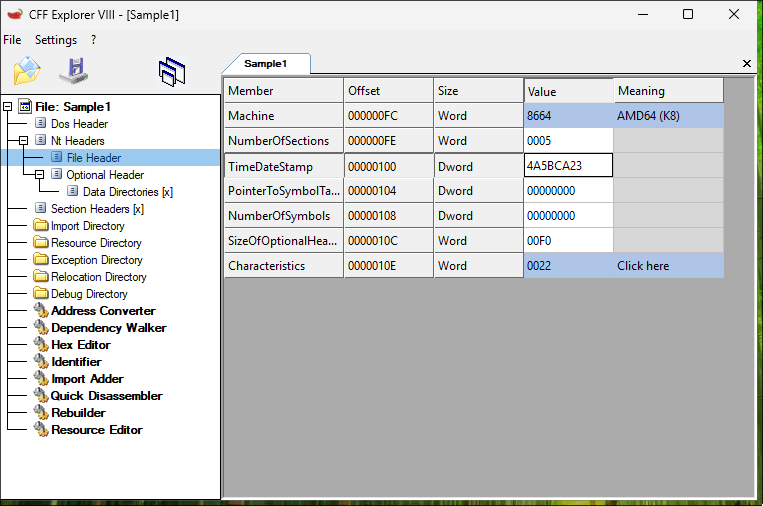 CFF Explorer VIII - [Sample1]
File Settings ?
Sample1
File: Sample1
Dos Header
Nt Headers
File Header
Optional Header
Data Directories [x]
Section Headers [x]
Import Directory
Resource Directory
Exception Directory
Relocation Directory
Debug Directory
Address Converter
Dependency Walker
Hex Editor
Identifier
Import Adder
Quick Disassembler
Rebuilder
Resource Editor
Member Offset Size Value Meaning
Machine 000000FC Word 8664 AMD64 (K8)
NumberOfSections 000000FE Word 0005
TimeDateStamp 00000100 Dword 4A5BCA23
PointerToSymbolTa... 00000104 Dword 00000000
NumberOfSymbols 00000108 Dword 00000000
SizeOfOptionalHea... 0000010C Word 00F0
Characteristics 0000010E Word 0022 Click here